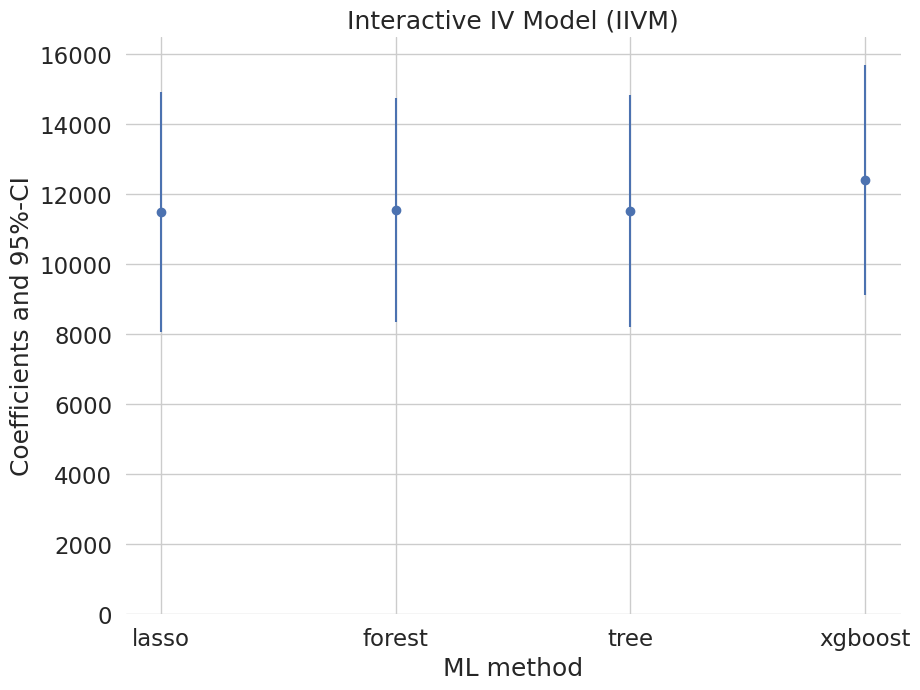 Interactive IV Model (IIVM)
Coefficients and 95%-CI
16000
14000
12000
10000
8000
6000
4000
2000
0
lasso forest tree xgboost
ML method